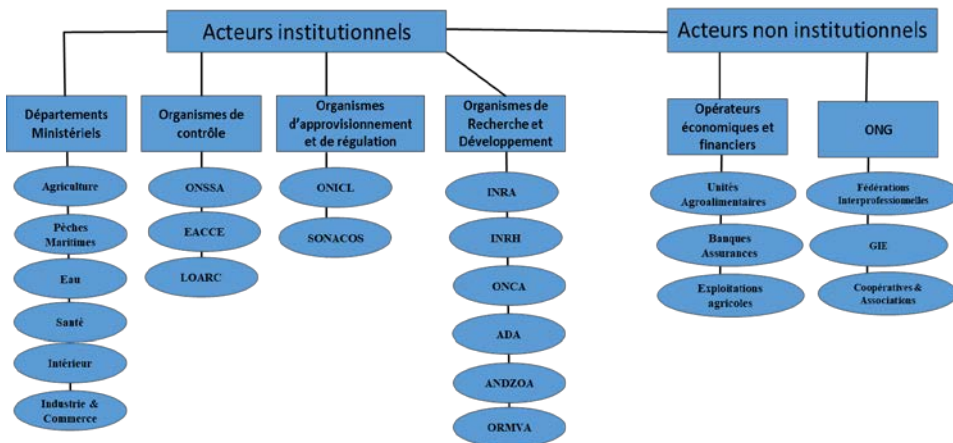 Acteurs institutionnels
Acteurs non institutionnels
Départements
Ministériels
Organismes de
contrôle
Organismes
d'approvisionnement
et de régulation
Organismes de
Recherche et
Développement
Opérateurs
économiques et
financiers
ONG
Agriculture
Pèches
Maritimes
Eau
Santé
Intérieur
Industrie &
Commerce
ONSSA
EACCE
LOARC
ONICL
SONACOS
INRA
INRH
ONCA
ADA
ANDZOA
ORMVA
Unités
Agroalimentaires
Banques
Assurances
Exploitations
agricoles
Fédérations
Interprofessionnelles
GIE
Coopératives &
Associations